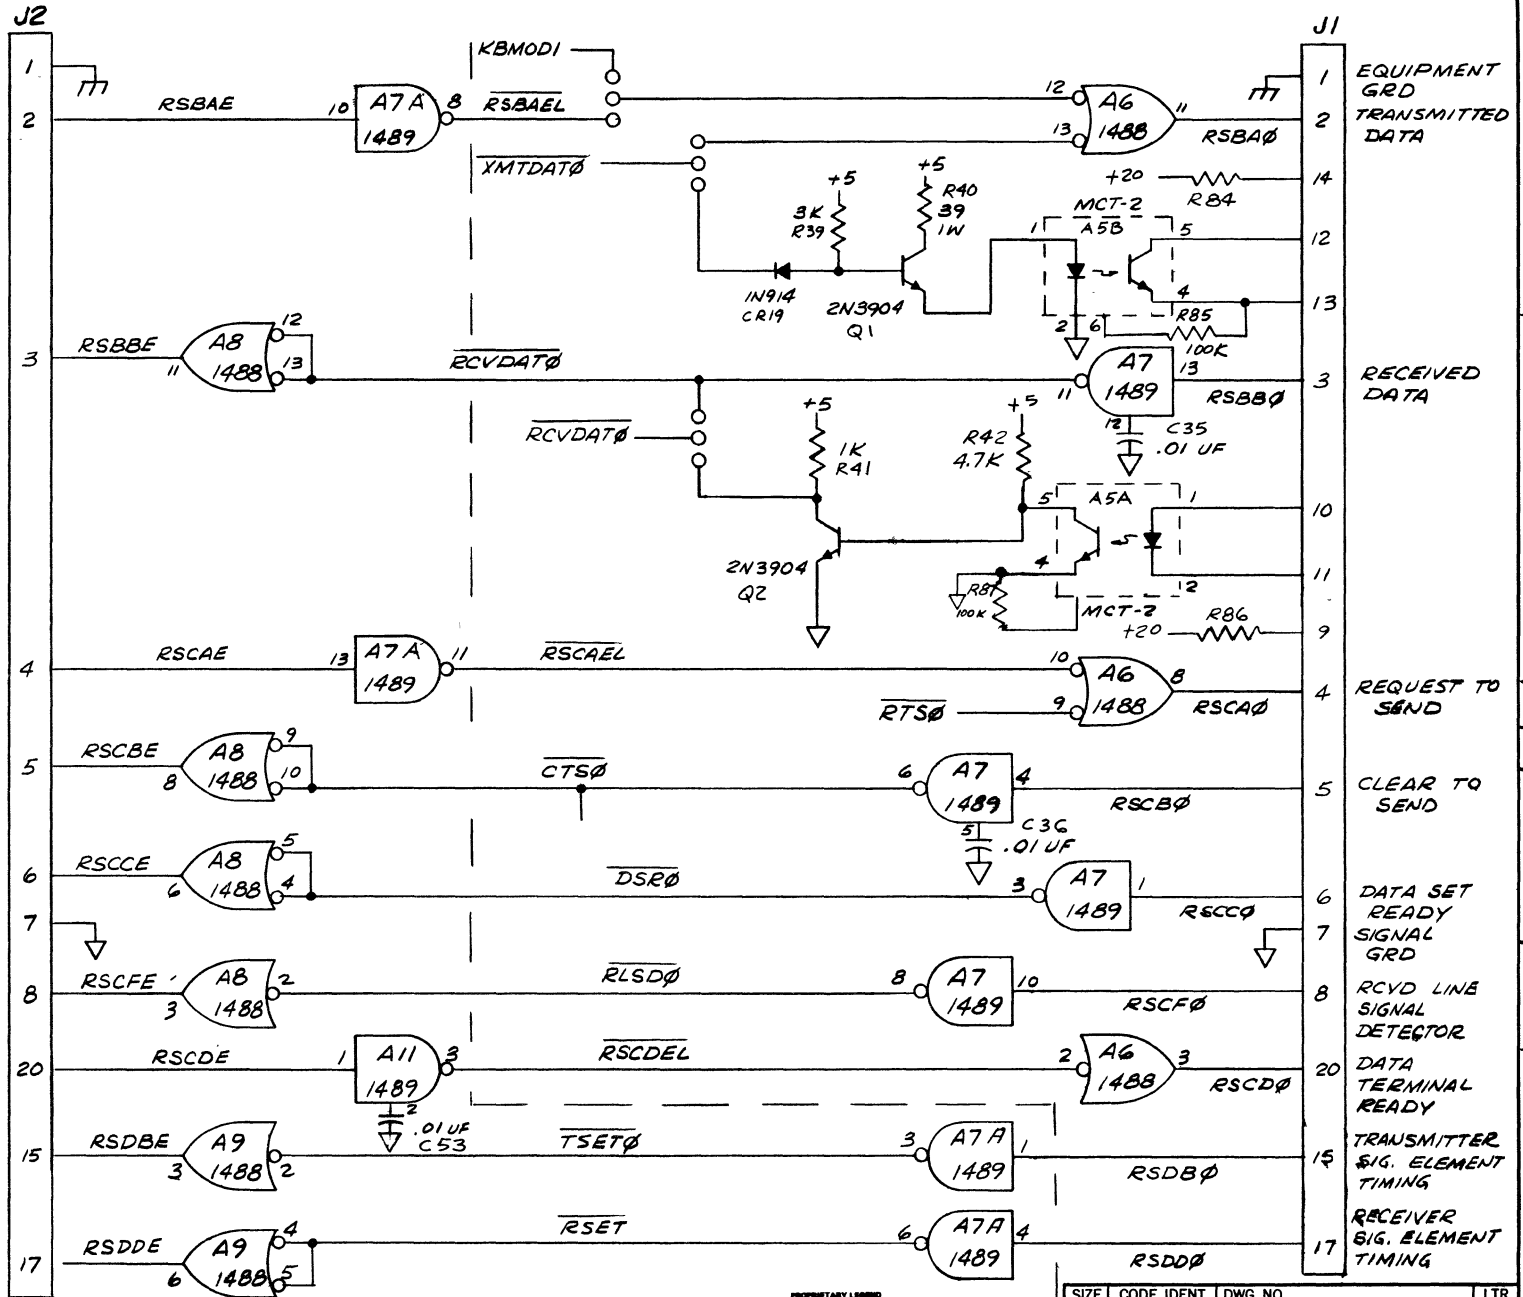 J2
J1
KBMOD1
1
1
EQUIPMENT
GRD
2
RSBAE
10
A7A
1489
8
RSBAEL
12
13
A6
1488
11
RSBAØ
2
TRANSMITTED
DATA
XMTDATØ
+20
R84
14
3K
R39
+5
+5
R40
39
1W
MCT-2
A5B
1
5
12
1N914
CR19
2N3904
Q1
2
6
4
R85
100K
13
3
RSBBE
11
A8
1488
12
13
RCVDATØ
11
A7
1489
13
12
RSBBØ
3
RECEIVED
DATA
C35
.01 UF
RCVDATØ
+5
1K
R41
+5
R42
4.7K
5
A5A
1
10
2N3904
Q2
4
2
11
R87
100K
MCT-2
+20
R86
9
4
RSCAE
13
A7A
1489
11
RSCAEL
10
9
A6
1488
8
RSCAØ
4
REQUEST TO
SEND
RTSØ
5
RSCBE
8
A8
1488
9
10
CTSØ
6
A7
1489
4
5
RSCBØ
5
CLEAR TO
SEND
C36
.01 UF
6
RSCCE
6
A8
1488
5
4
DSRØ
3
A7
1489
1
RSCCØ
6
DATA SET
READY
7
7
SIGNAL
GRD
8
RSCFE
3
A8
1488
2
RLSDØ
8
A7
1489
10
RSCFØ
8
RCVD LINE
SIGNAL
DETECTOR
20
RSCDE
1
A11
1489
3
2
RSCDEL
2
A6
1488
3
RSCDØ
20
DATA
TERMINAL
READY
.01 UF
C53
15
RSDBE
3
A9
1488
2
TSETØ
3
A7A
1489
1
RSDBØ
15
TRANSMITTER
SIG. ELEMENT
TIMING
17
RSDDE
6
A9
1488
4
5
RSET
6
A7A
1489
4
RSDDØ
17
RECEIVER
SIG. ELEMENT
TIMING
PROPRIETARY LEGEND
SIZE
CODE IDENT
DWG NO.
LTR